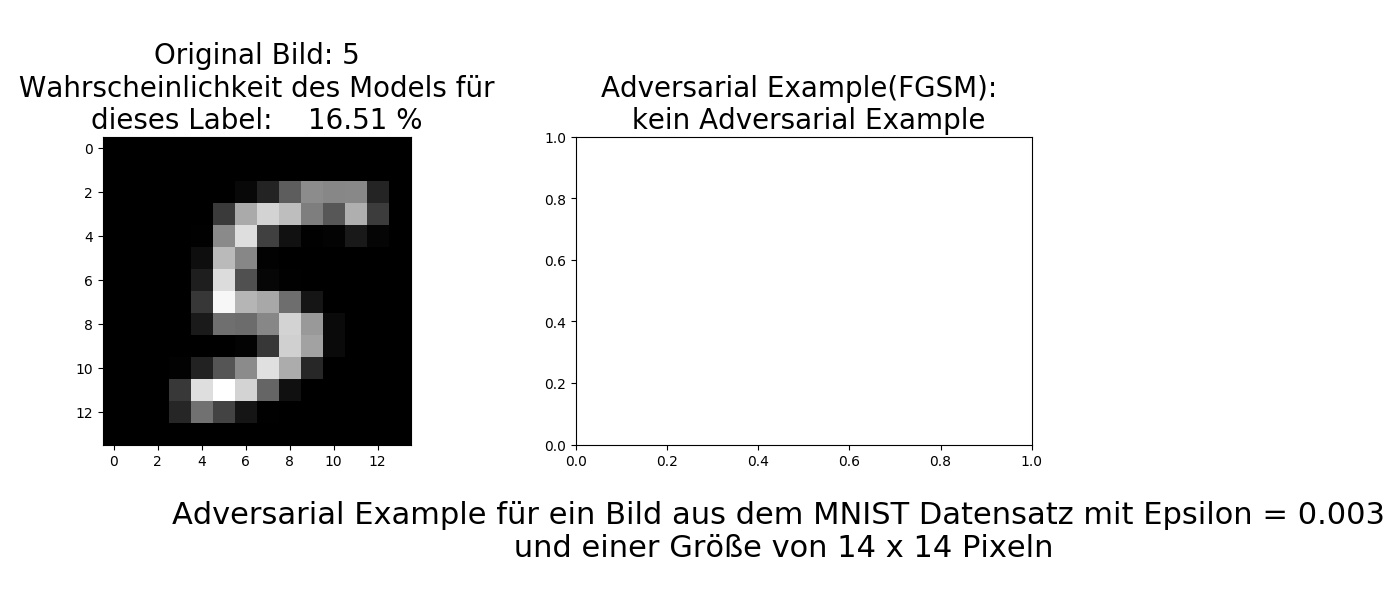 Original Bild: 5
Wahrscheinlichkeit des Models für
dieses Label: 16.51 %
Adversarial Example(FGSM):
kein Adversarial Example
0
2
4
6
8
10
12
0 2 4 6 8 10 12
1.0
0.8
0.6
0.4
0.2
0.0
0.0 0.2 0.4 0.6 0.8 1.0
Adversarial Example für ein Bild aus dem MNIST Datensatz mit Epsilon = 0.003
und einer Größe von 14 x 14 Pixeln